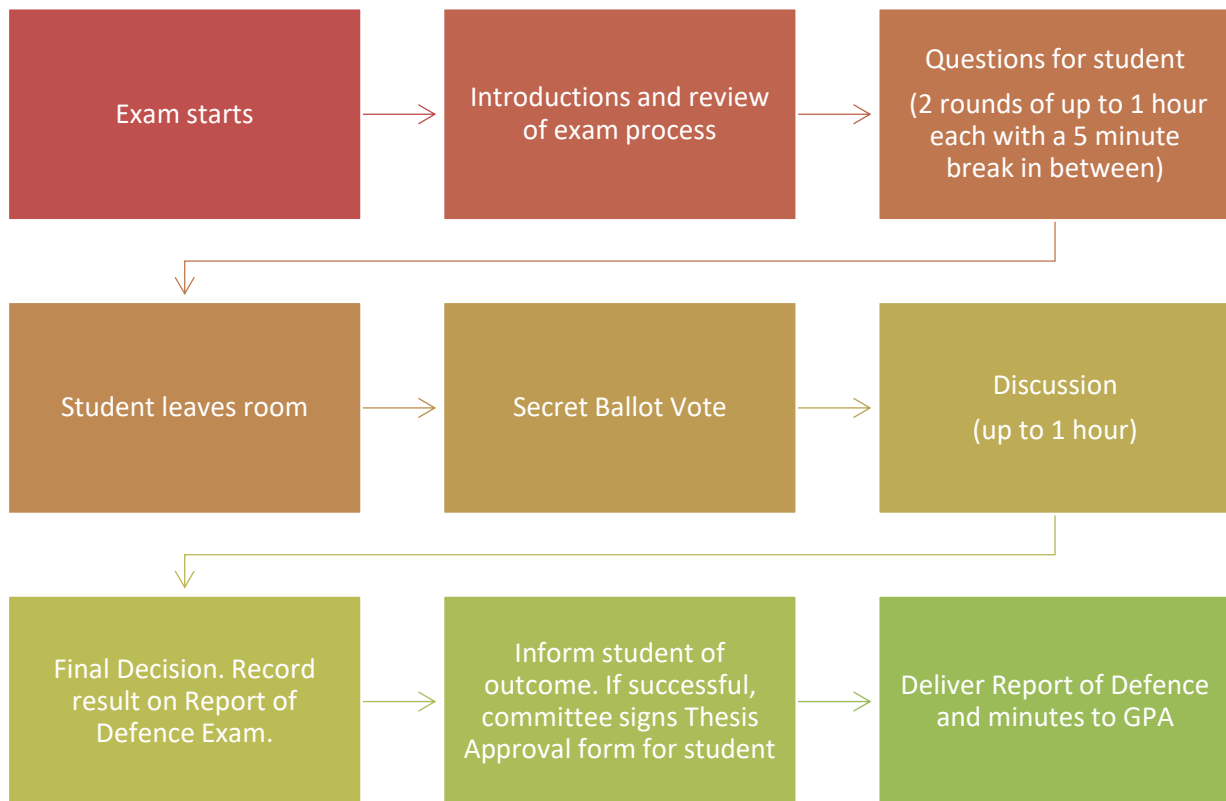 Exam starts
Introductions and review
of exam process
Questions for student
(2 rounds of up to 1 hour
each with a 5 minute
break in between)
Student leaves room
Secret Ballot Vote
Discussion
(up to 1 hour)
Final Decision. Record
result on Report of
Defence Exam.
Inform student of
outcome. If successful,
committee signs Thesis
Approval form for student
Deliver Report of Defence
and minutes to GPA